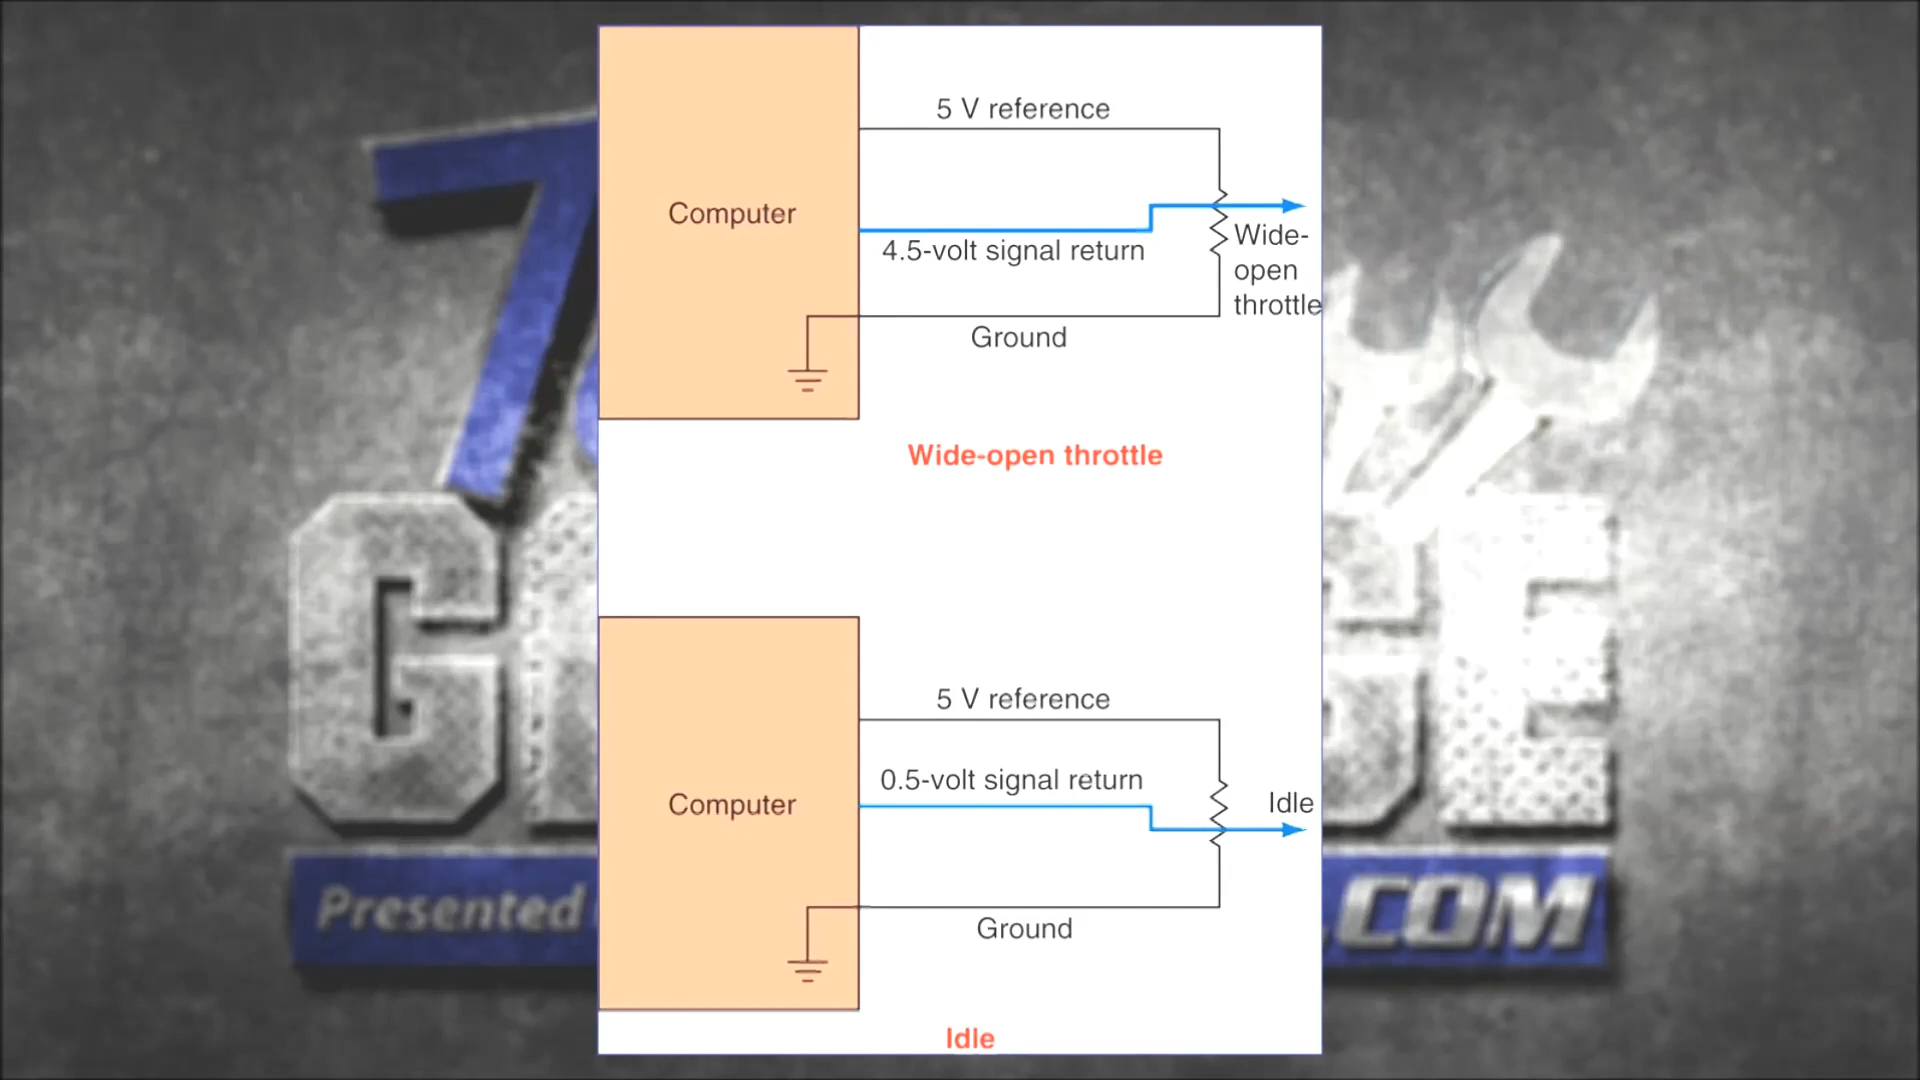 5 V reference
Computer
4.5-volt signal return
Wide-
open
throttle
Ground
Wide-open throttle
5 V reference
0.5-volt signal return
Computer
Idle
Ground
Idle
Presented
.COM